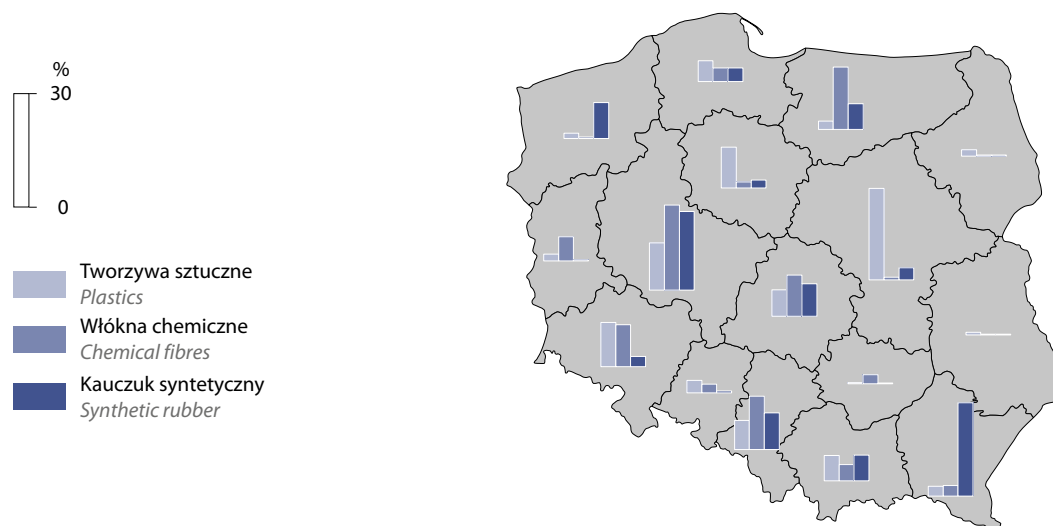 %
30
0
Tworzywa sztuczne
Plastics
Włókna chemiczne
Chemical fibres
Kauczuk syntetyczny
Synthetic rubber